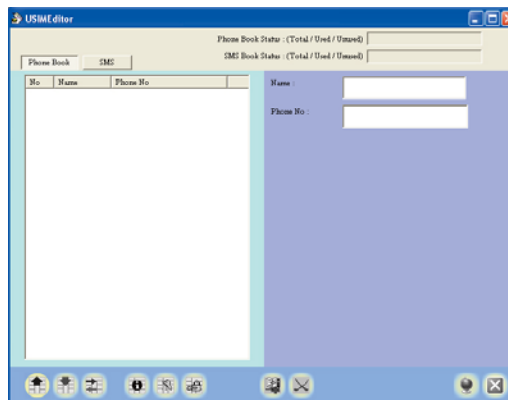 USIMEditor
Phone Book Status : (Total / Used / Unused)
SMS Book Status : (Total / Used / Unused)
Phone Book SMS
No Name Phone No
Name :
Phone No :